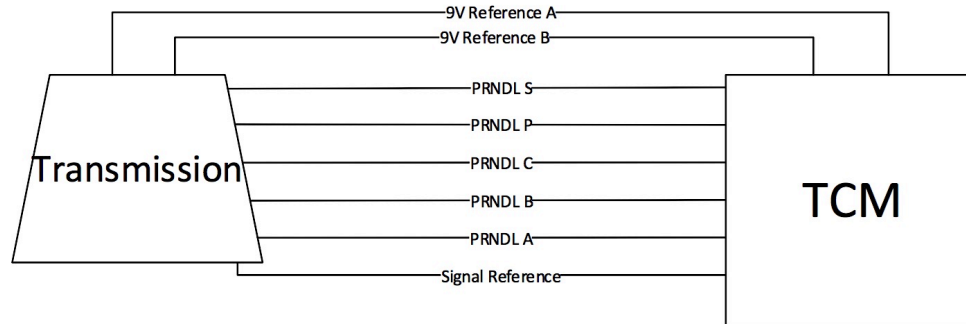 9V Reference A
9V Reference B
PRNDL S
PRNDL P
Transmission
PRNDL C
TCM
PRNDL B
PRNDL A
Signal Reference